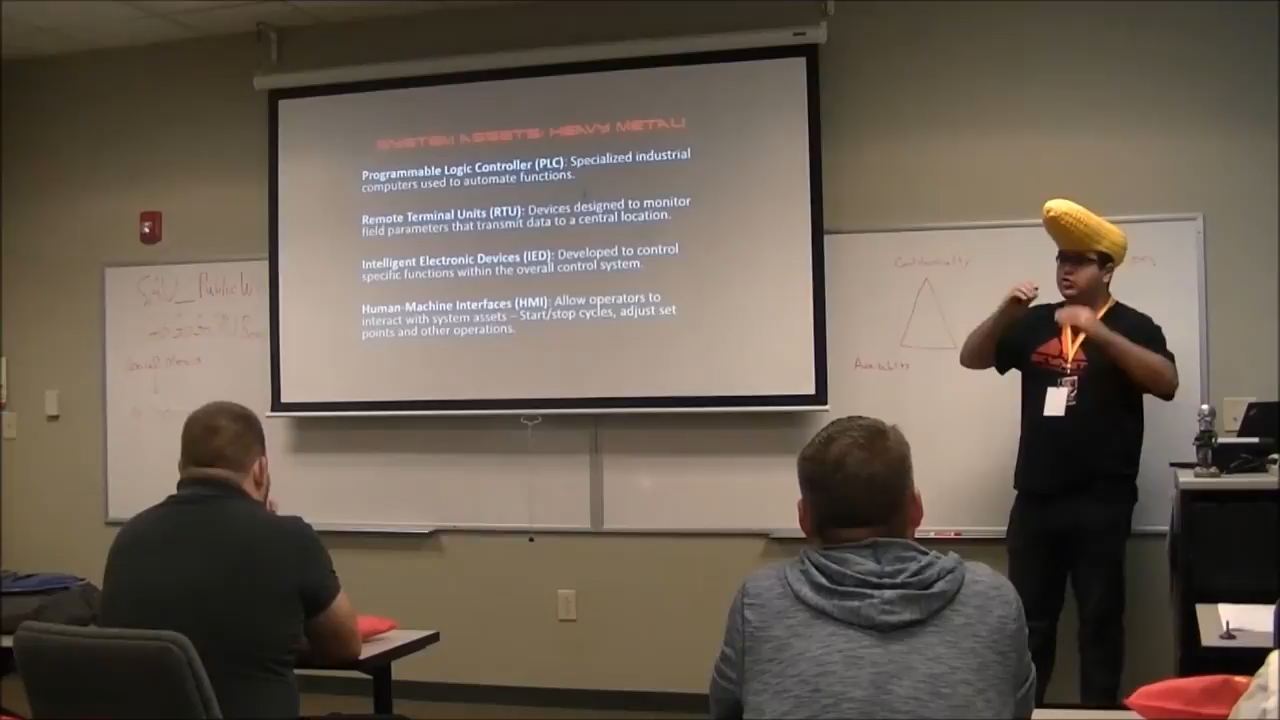 SYSTEM ASSETS: HEAVY METAL!
Programmable Logic Controller (PLC): Specialized industrial
computers used to automate functions.
Remote Terminal Units (RTU): Devices designed to monitor
field parameters that transmit data to a central location.
Intelligent Electronic Devices (IED): Developed to control
specific functions within the overall control system.
Human-Machine Interfaces (HMI): Allow operators to
interact with system assets – Start/stop cycles, adjust set
points and other operations.
Confidentiality
Availability